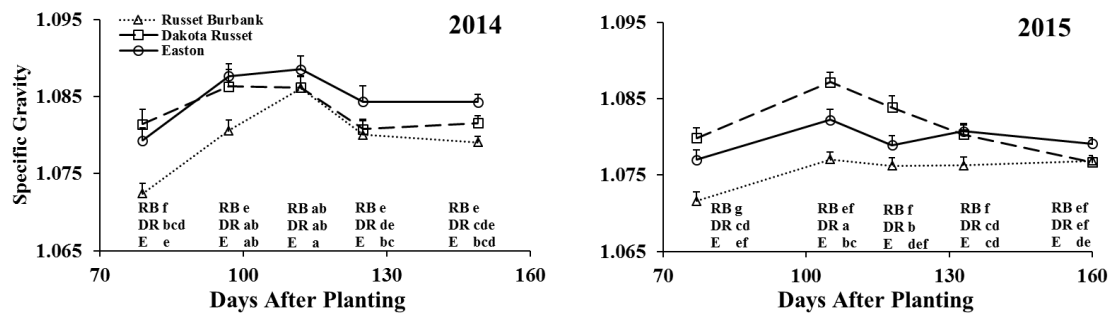 1.095
1.085
1.075
1.065
Specific Gravity
Russet Burbank
Dakota Russet
Easton
2014
RB f
DR bcd
E e
RB e
DR ab
E ab
RB ab
DR ab
E a
RB e
DR de
E bc
RB e
DR cde
E bcd
70 100 130 160
Days After Planting
1.095
1.085
1.075
1.065
2015
RB g
DR cd
E ef
RB ef
DR a
E bc
RB f
DR b
E def
RB f
DR cd
E cd
RB ef
DR ef
E de
70 100 130 160
Days After Planting